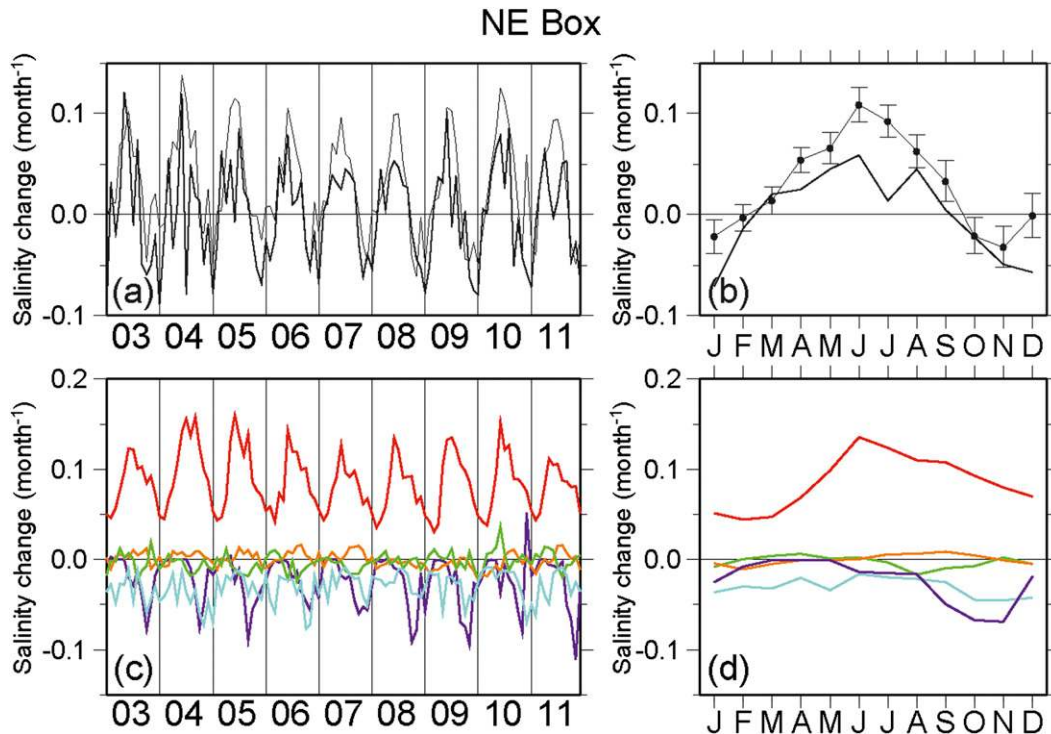 NE Box
Salinity change (month-1)
0.1
0.0
-0.1
(a)
03 04 05 06 07 08 09 10 11
Salinity change (month-1)
0.1
0.0
-0.1
(b)
J F M A M J J A S O N D
Salinity change (month-1)
0.2
0.1
0.0
-0.1
(c)
03 04 05 06 07 08 09 10 11
Salinity change (month-1)
0.2
0.1
0.0
-0.1
(d)
J F M A M J J A S O N D